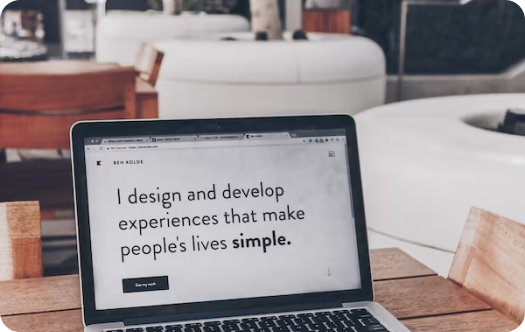 BEN KOLDE
I design and develop
experiences that make
people's lives simple.
See my work